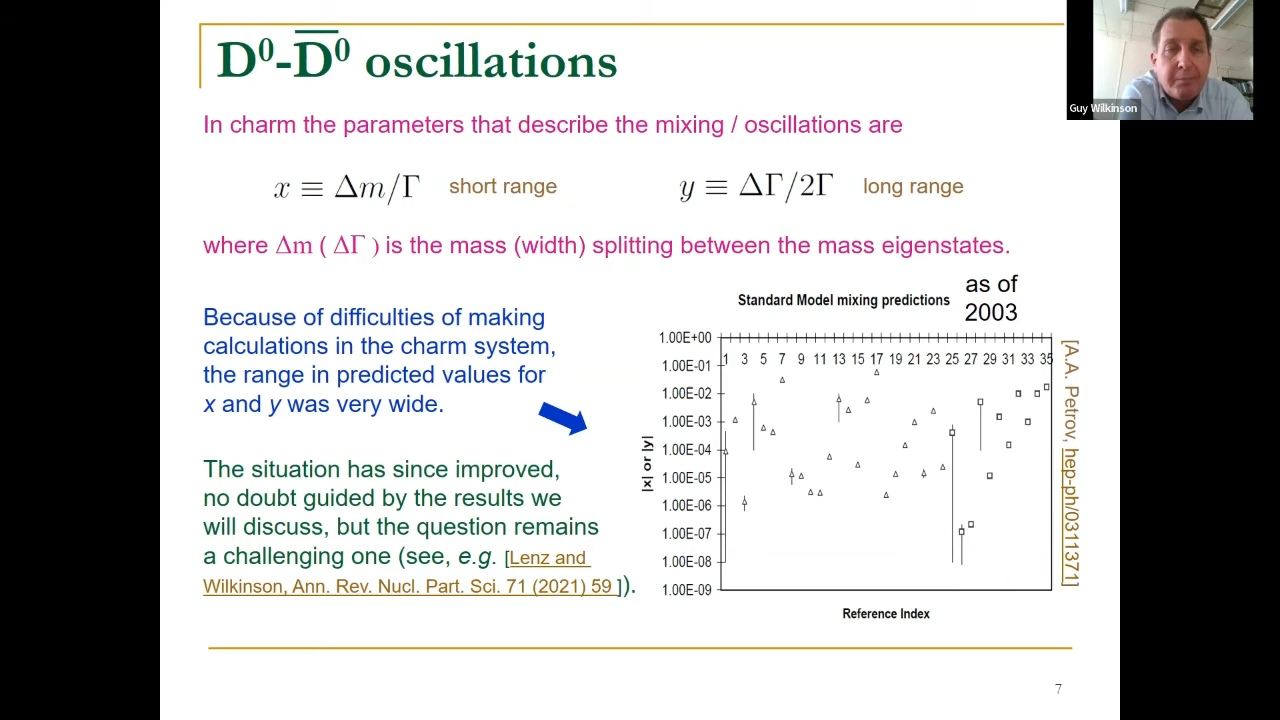 D⁰-D̅⁰ oscillations
Guy Wilkinson
In charm the parameters that describe the mixing / oscillations are
x ≡ Δm/Γ short range y ≡ ΔΓ/2Γ long range
where Δm ( ΔΓ ) is the mass (width) splitting between the mass eigenstates.
Because of difficulties of making
calculations in the charm system,
the range in predicted values for
x and y was very wide.
The situation has since improved,
no doubt guided by the results we
will discuss, but the question remains
a challenging one (see, e.g. [Lenz and
Wilkinson, Ann. Rev. Nucl. Part. Sci. 71 (2021) 59 ]).
Standard Model mixing predictions
as of
2003
1.00E+00
1 3 5 7 9 11 13 15 17 19 21 23 25 27 29 31 33 35
1.00E-01
1.00E-02
1.00E-03
1.00E-04
1.00E-05
1.00E-06
1.00E-07
1.00E-08
1.00E-09
|x| or |y|
Reference Index
[A.A. Petrov, hep-ph/0311371]
7